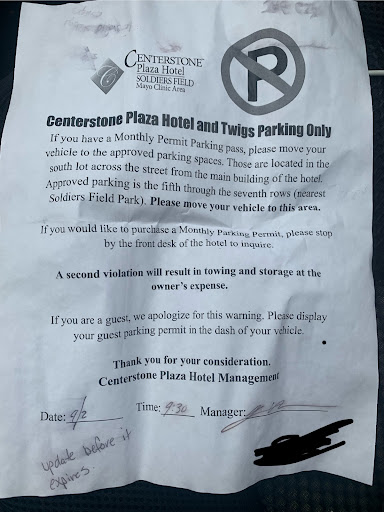 CENTERSTONE
Plaza Hotel
SOLDIERS FIELD
Mayo Clinic Area
P
Centerstone Plaza Hotel and Twigs Parking Only
If you have a Monthly Permit Parking pass, please move your
vehicle to the approved parking spaces. Those are located in the
south lot across the street from the main building of the hotel.
Approved parking is the fifth through the seventh rows (nearest
Soldiers Field Park). Please move your vehicle to this area.
If you would like to purchase a Monthly Parking Permit, please stop
by the front desk of the hotel to inquire.
A second violation will result in towing and storage at the
owner's expense.
If you are a guest, we apologize for this warning. Please display
your guest parking permit in the dash of your vehicle.
Thank you for your consideration.
Centerstone Plaza Hotel Management
Date: 9/2 Time: 9:30 Manager:
update before it
expires